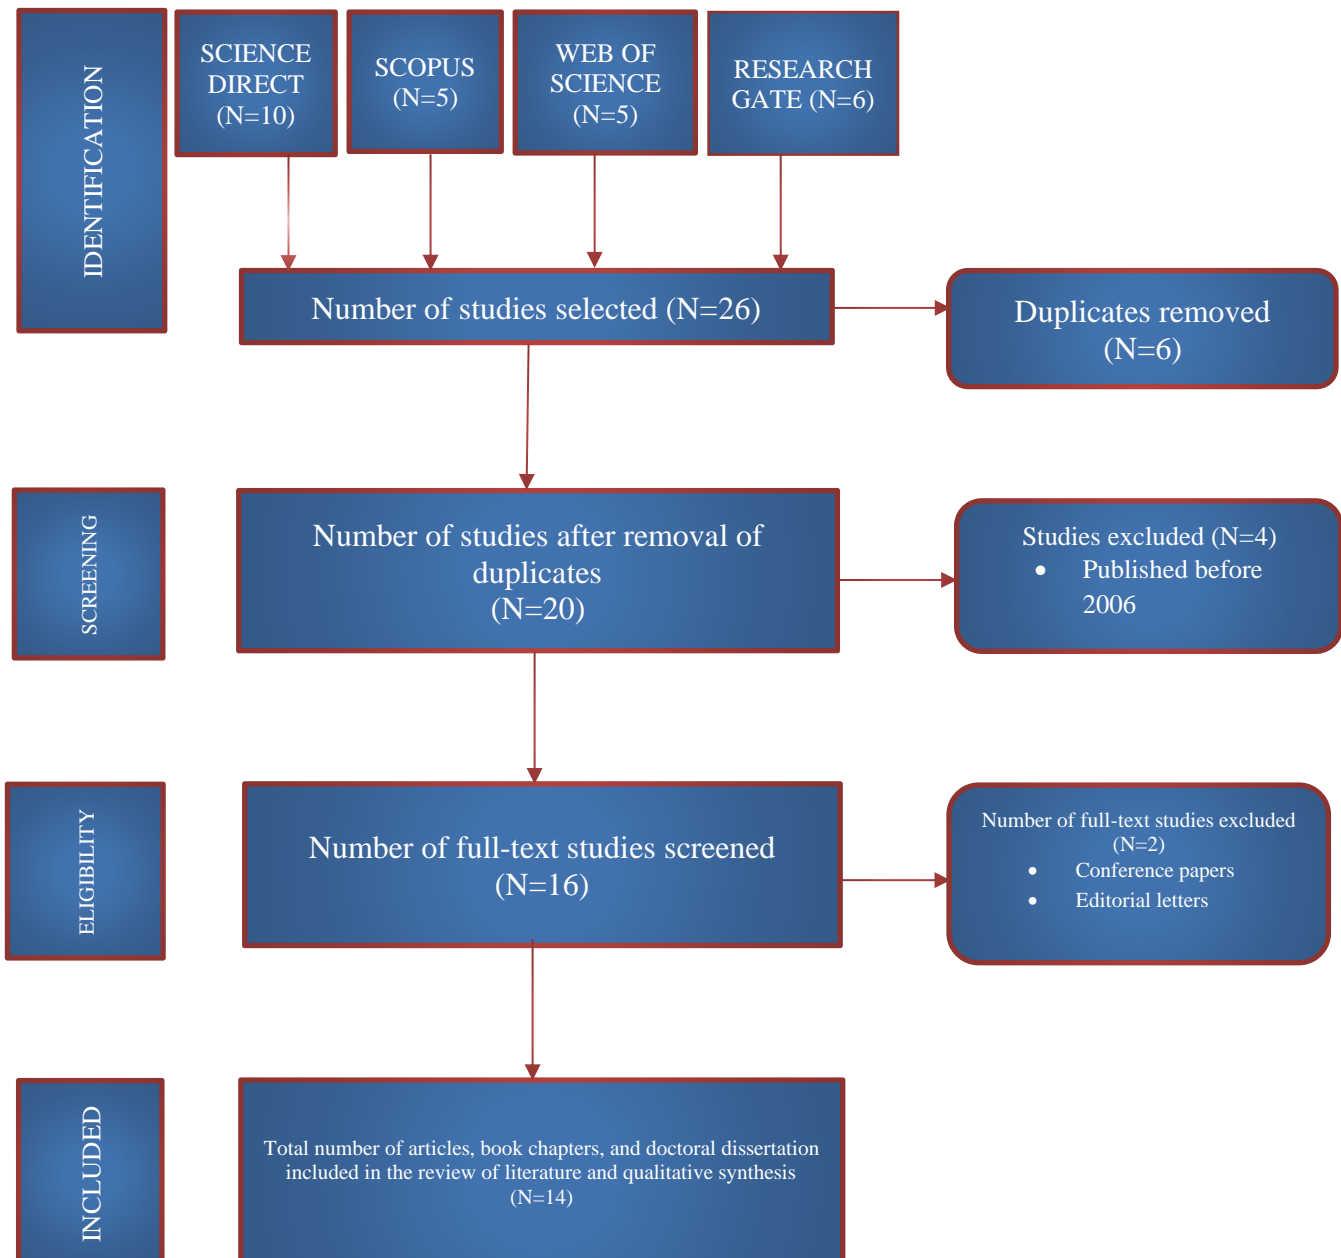 IDENTIFICATION
SCIENCE
DIRECT
(N=10)
SCOPUS
(N=5)
WEB OF
SCIENCE
(N=5)
RESEARCH
GATE (N=6)
Number of studies selected (N=26)
Duplicates removed
(N=6)
SCREENING
Number of studies after removal of
duplicates
(N=20)
Studies excluded (N=4)
• Published before
2006
ELIGIBILITY
Number of full-text studies screened
(N=16)
Number of full-text studies excluded
(N=2)
• Conference papers
• Editorial letters
INCLUDED
Total number of articles, book chapters, and doctoral dissertation
included in the review of literature and qualitative synthesis
(N=14)